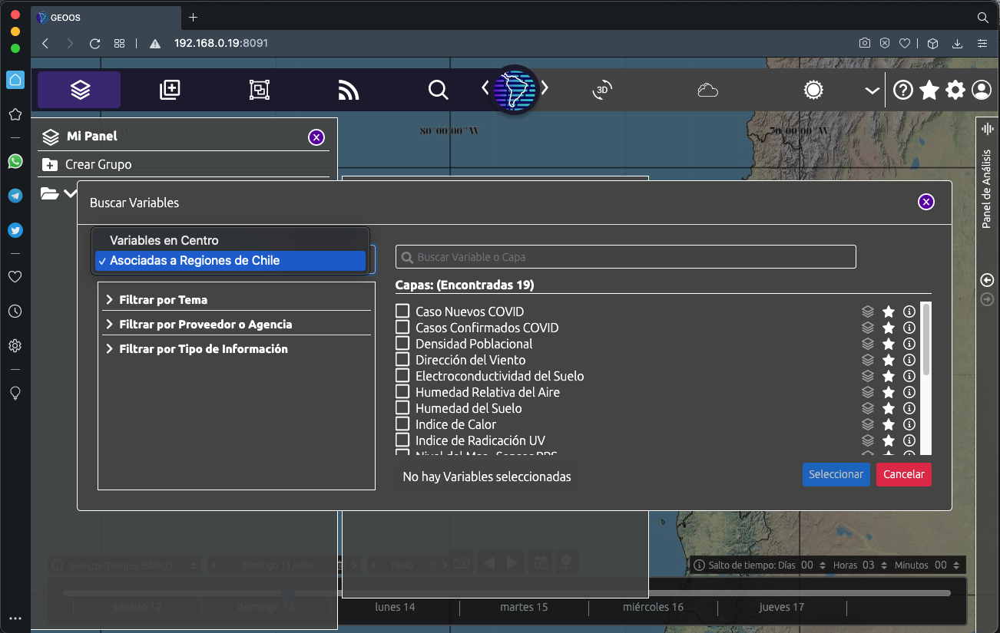 GEOOS
192.168.0.19:8091
3D
80°00'00"W
70°00'00"W
Mi Panel
Crear Grupo
Panel de Análisis
Buscar Variables
Variables en Centro
✓ Asociadas a Regiones de Chile
Buscar Variable o Capa
Filtrar por Tema
Filtrar por Proveedor o Agencia
Filtrar por Tipo de Información
Capas: (Encontradas 19)
Caso Nuevos COVID
Casos Confirmados COVID
Densidad Poblacional
Dirección del Viento
Electroconductividad del Suelo
Humedad Relativa del Aire
Humedad del Suelo
Indice de Calor
Indice de Radicación UV
No hay Variables seleccionadas
Seleccionar
Cancelar
Selector Tiempo: BÁSICO
domingo 13 junio
16:40
Salto de tiempo: Días 00 Horas 03 Minutos 00
sábado 12
domingo 13
lunes 14
martes 15
miércoles 16
jueves 17